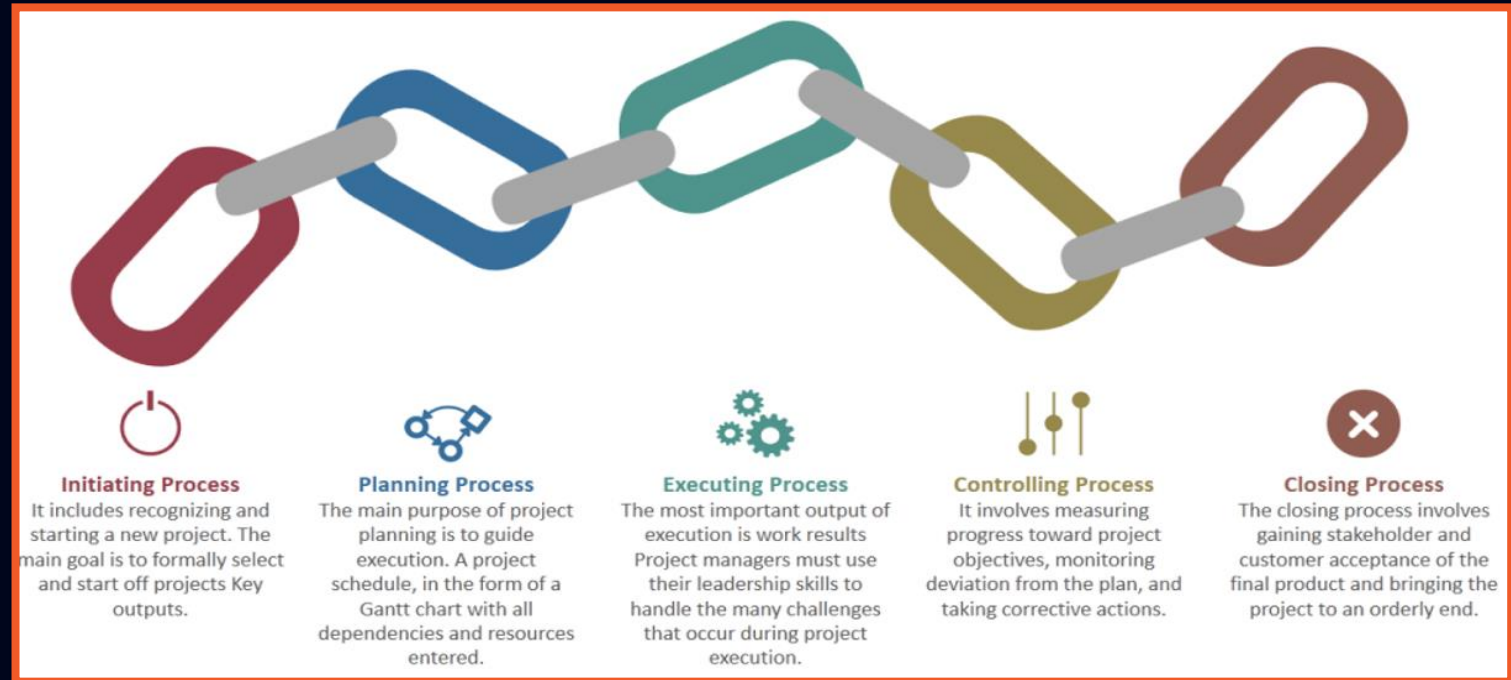 Initiating Process
It includes recognizing and
starting a new project. The
main goal is to formally select
and start off projects Key
outputs.
Planning Process
The main purpose of project
planning is to guide
execution. A project
schedule, in the form of a
Gantt chart with all
dependencies and resources
entered.
Executing Process
The most important output of
execution is work results
Project managers must use
their leadership skills to
handle the many challenges
that occur during project
execution.
Controlling Process
It involves measuring
progress toward project
objectives, monitoring
deviation from the plan, and
taking corrective actions.
Closing Process
The closing process involves
gaining stakeholder and
customer acceptance of the
final product and bringing the
project to an orderly end.